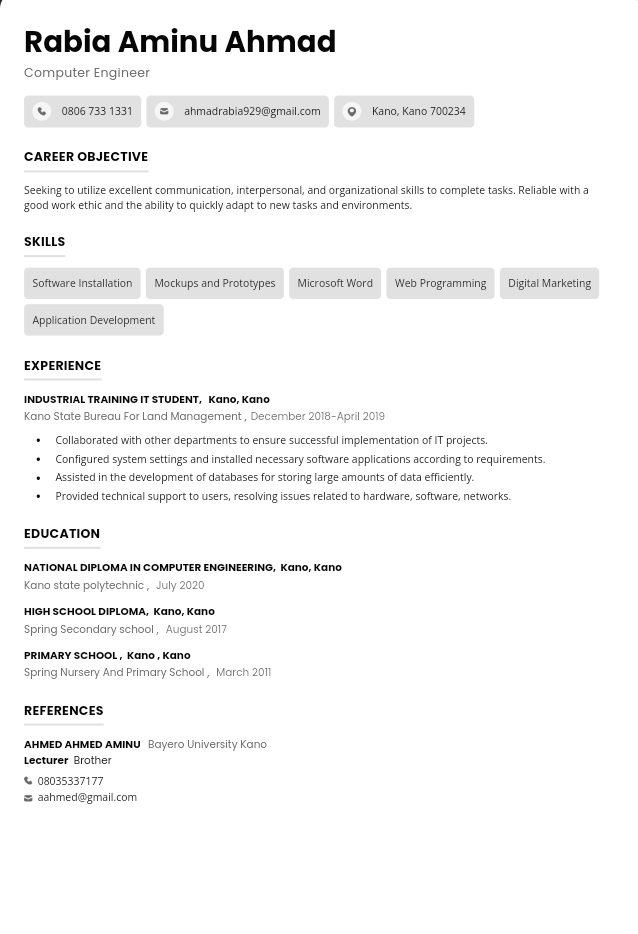 Rabia Aminu Ahmad
Computer Engineer
0806 733 1331 ahmadrabia929@gmail.com Kano, Kano 700234
CAREER OBJECTIVE
Seeking to utilize excellent communication, interpersonal, and organizational skills to complete tasks. Reliable with a
good work ethic and the ability to quickly adapt to new tasks and environments.
SKILLS
Software Installation Mockups and Prototypes Microsoft Word Web Programming Digital Marketing
Application Development
EXPERIENCE
INDUSTRIAL TRAINING IT STUDENT, Kano, Kano
Kano State Bureau For Land Management , December 2018-April 2019
• Collaborated with other departments to ensure successful implementation of IT projects.
• Configured system settings and installed necessary software applications according to requirements.
• Assisted in the development of databases for storing large amounts of data efficiently.
• Provided technical support to users, resolving issues related to hardware, software, networks.
EDUCATION
NATIONAL DIPLOMA IN COMPUTER ENGINEERING, Kano, Kano
Kano state polytechnic , July 2020
HIGH SCHOOL DIPLOMA, Kano, Kano
Spring Secondary school , August 2017
PRIMARY SCHOOL , Kano , Kano
Spring Nursery And Primary School , March 2011
REFERENCES
AHMED AHMED AMINU Bayero University Kano
Lecturer Brother
08035337177
aahmed@gmail.com